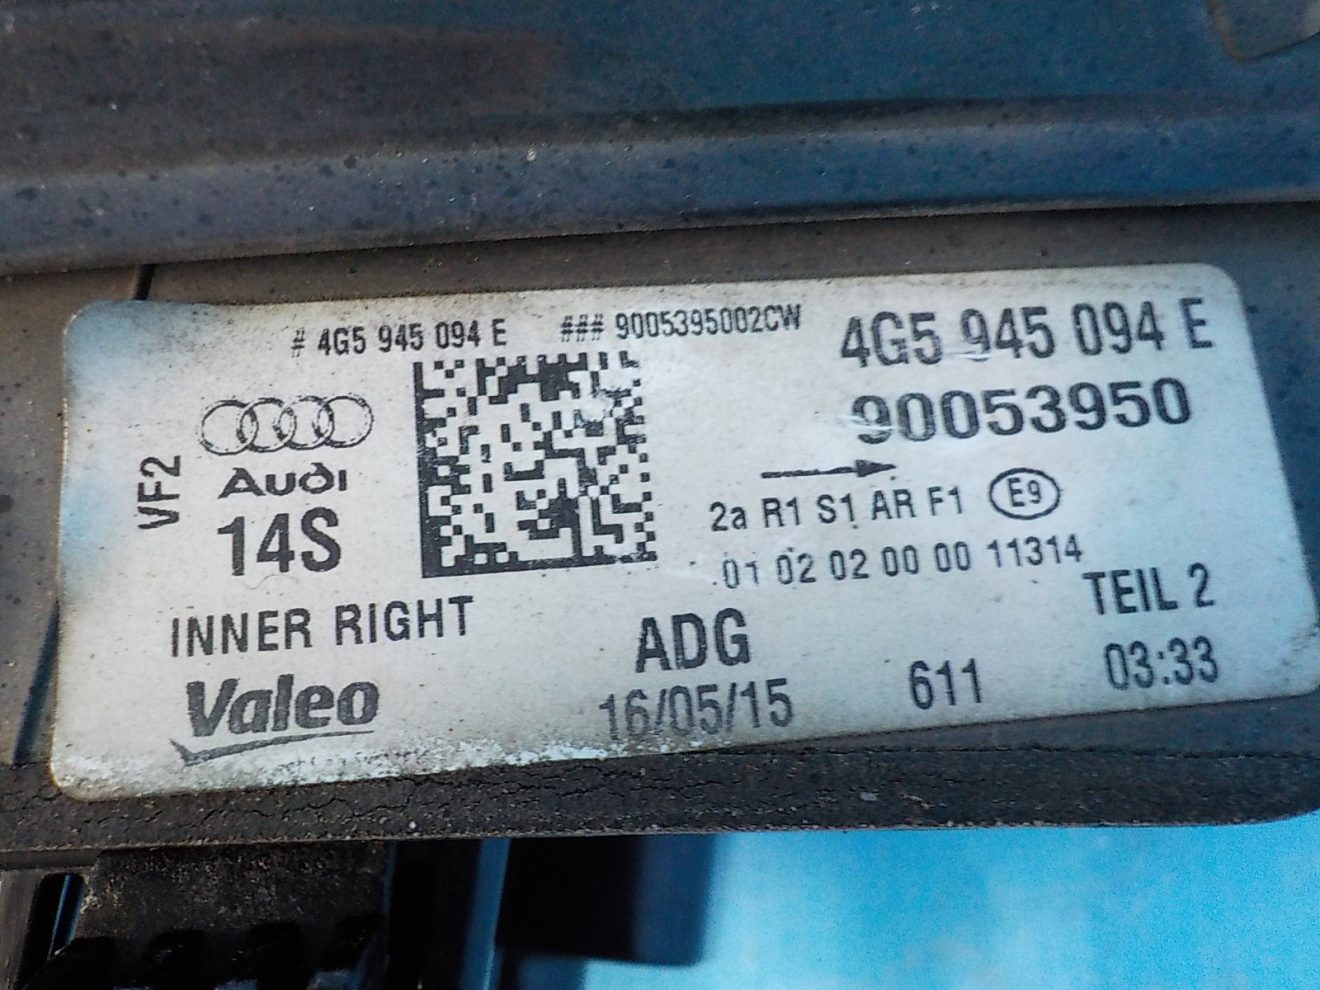 # 4G5 945 094 E ### 9005395002CW
4G5 945 094 E
90053950
VF2
Audi
14S
2a R1 S1 AR F1 E9
01 02 02 00 00 11314
INNER RIGHT
ADG
TEIL 2
Valeo
16/05/15 611 03:33